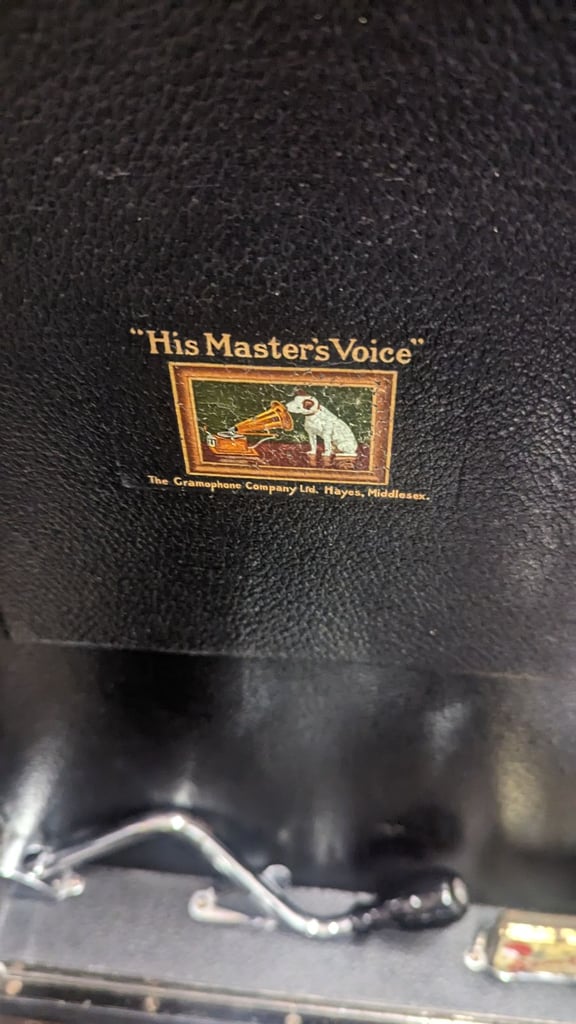 "His Master's Voice"
The Gramophone Company Ltd. Hayes, Middlesex.